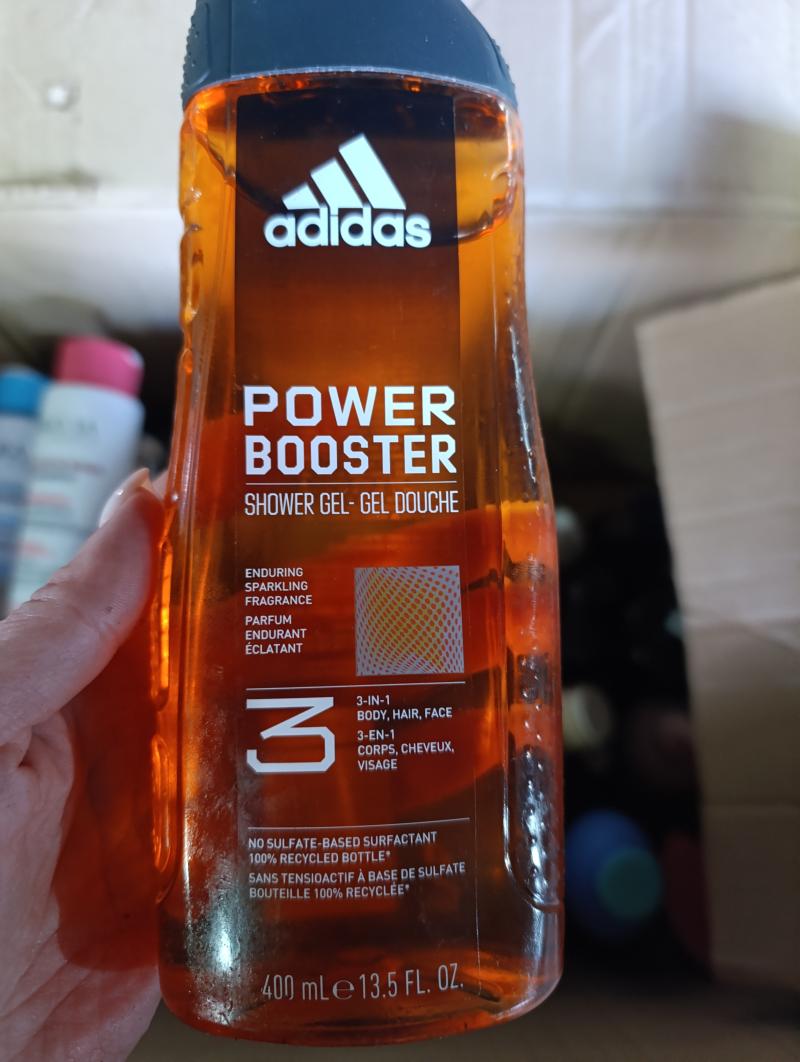 adidas
POWER
BOOSTER
SHOWER GEL- GEL DOUCHE
ENDURING
SPARKLING
FRAGRANCE
PARFUM
ENDURANT
ÉCLATANT
3
3-IN-1
BODY, HAIR, FACE
3-EN-1
CORPS, CHEVEUX,
VISAGE
NO SULFATE-BASED SURFACTANT
100% RECYCLED BOTTLE*
SANS TENSIOACTIF À BASE DE SULFATE
BOUTEILLE 100% RECYCLÉE*
400 mL e 13.5 FL. OZ.